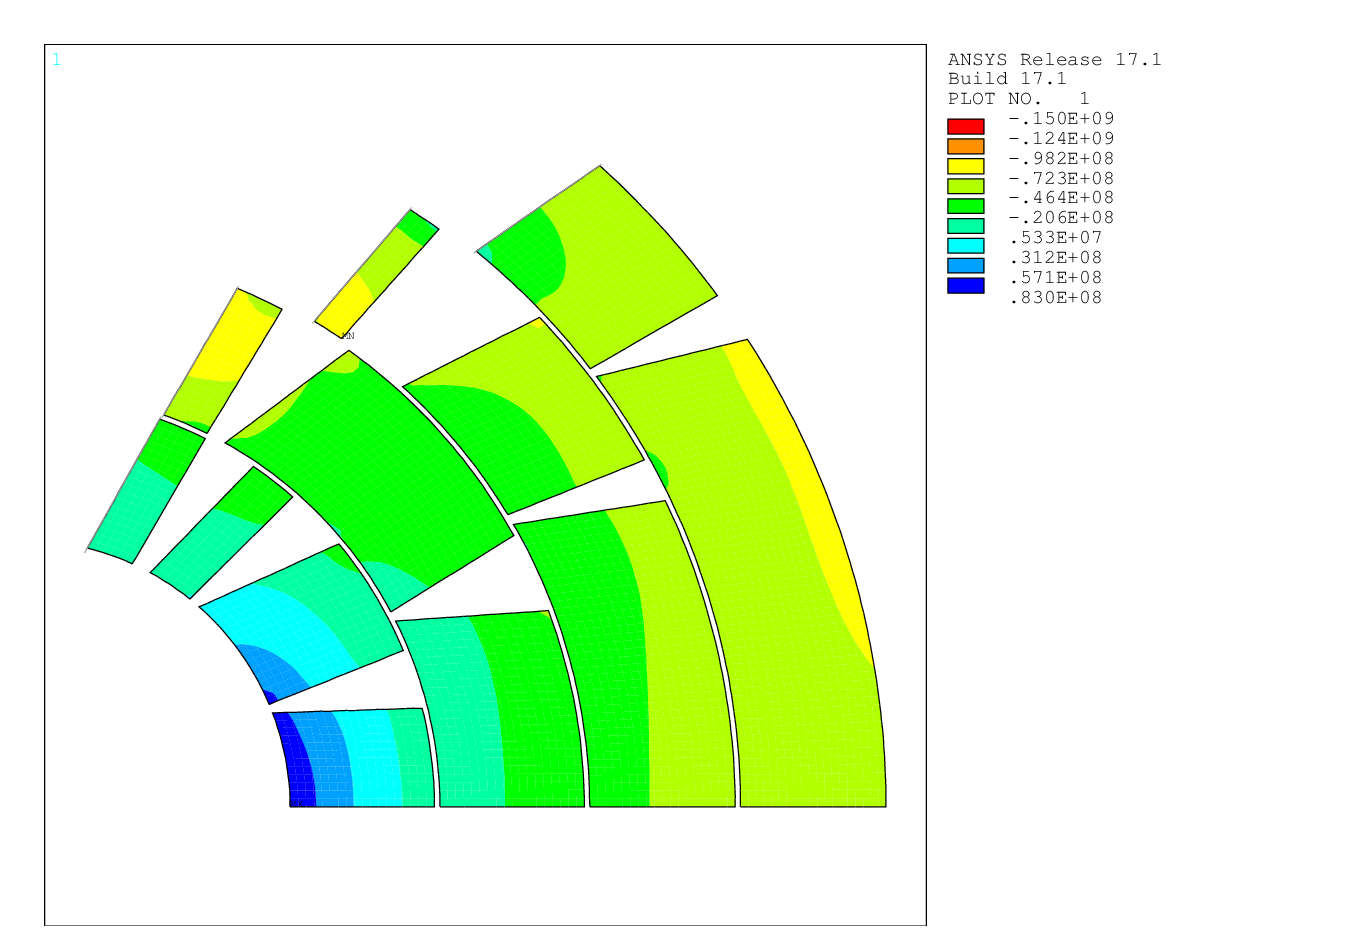 1
ANSYS Release 17.1
Build 17.1
PLOT NO. 1
-.150E+09
-.124E+09
-.982E+08
-.723E+08
-.464E+08
-.206E+08
.533E+07
.312E+08
.571E+08
.830E+08
MN